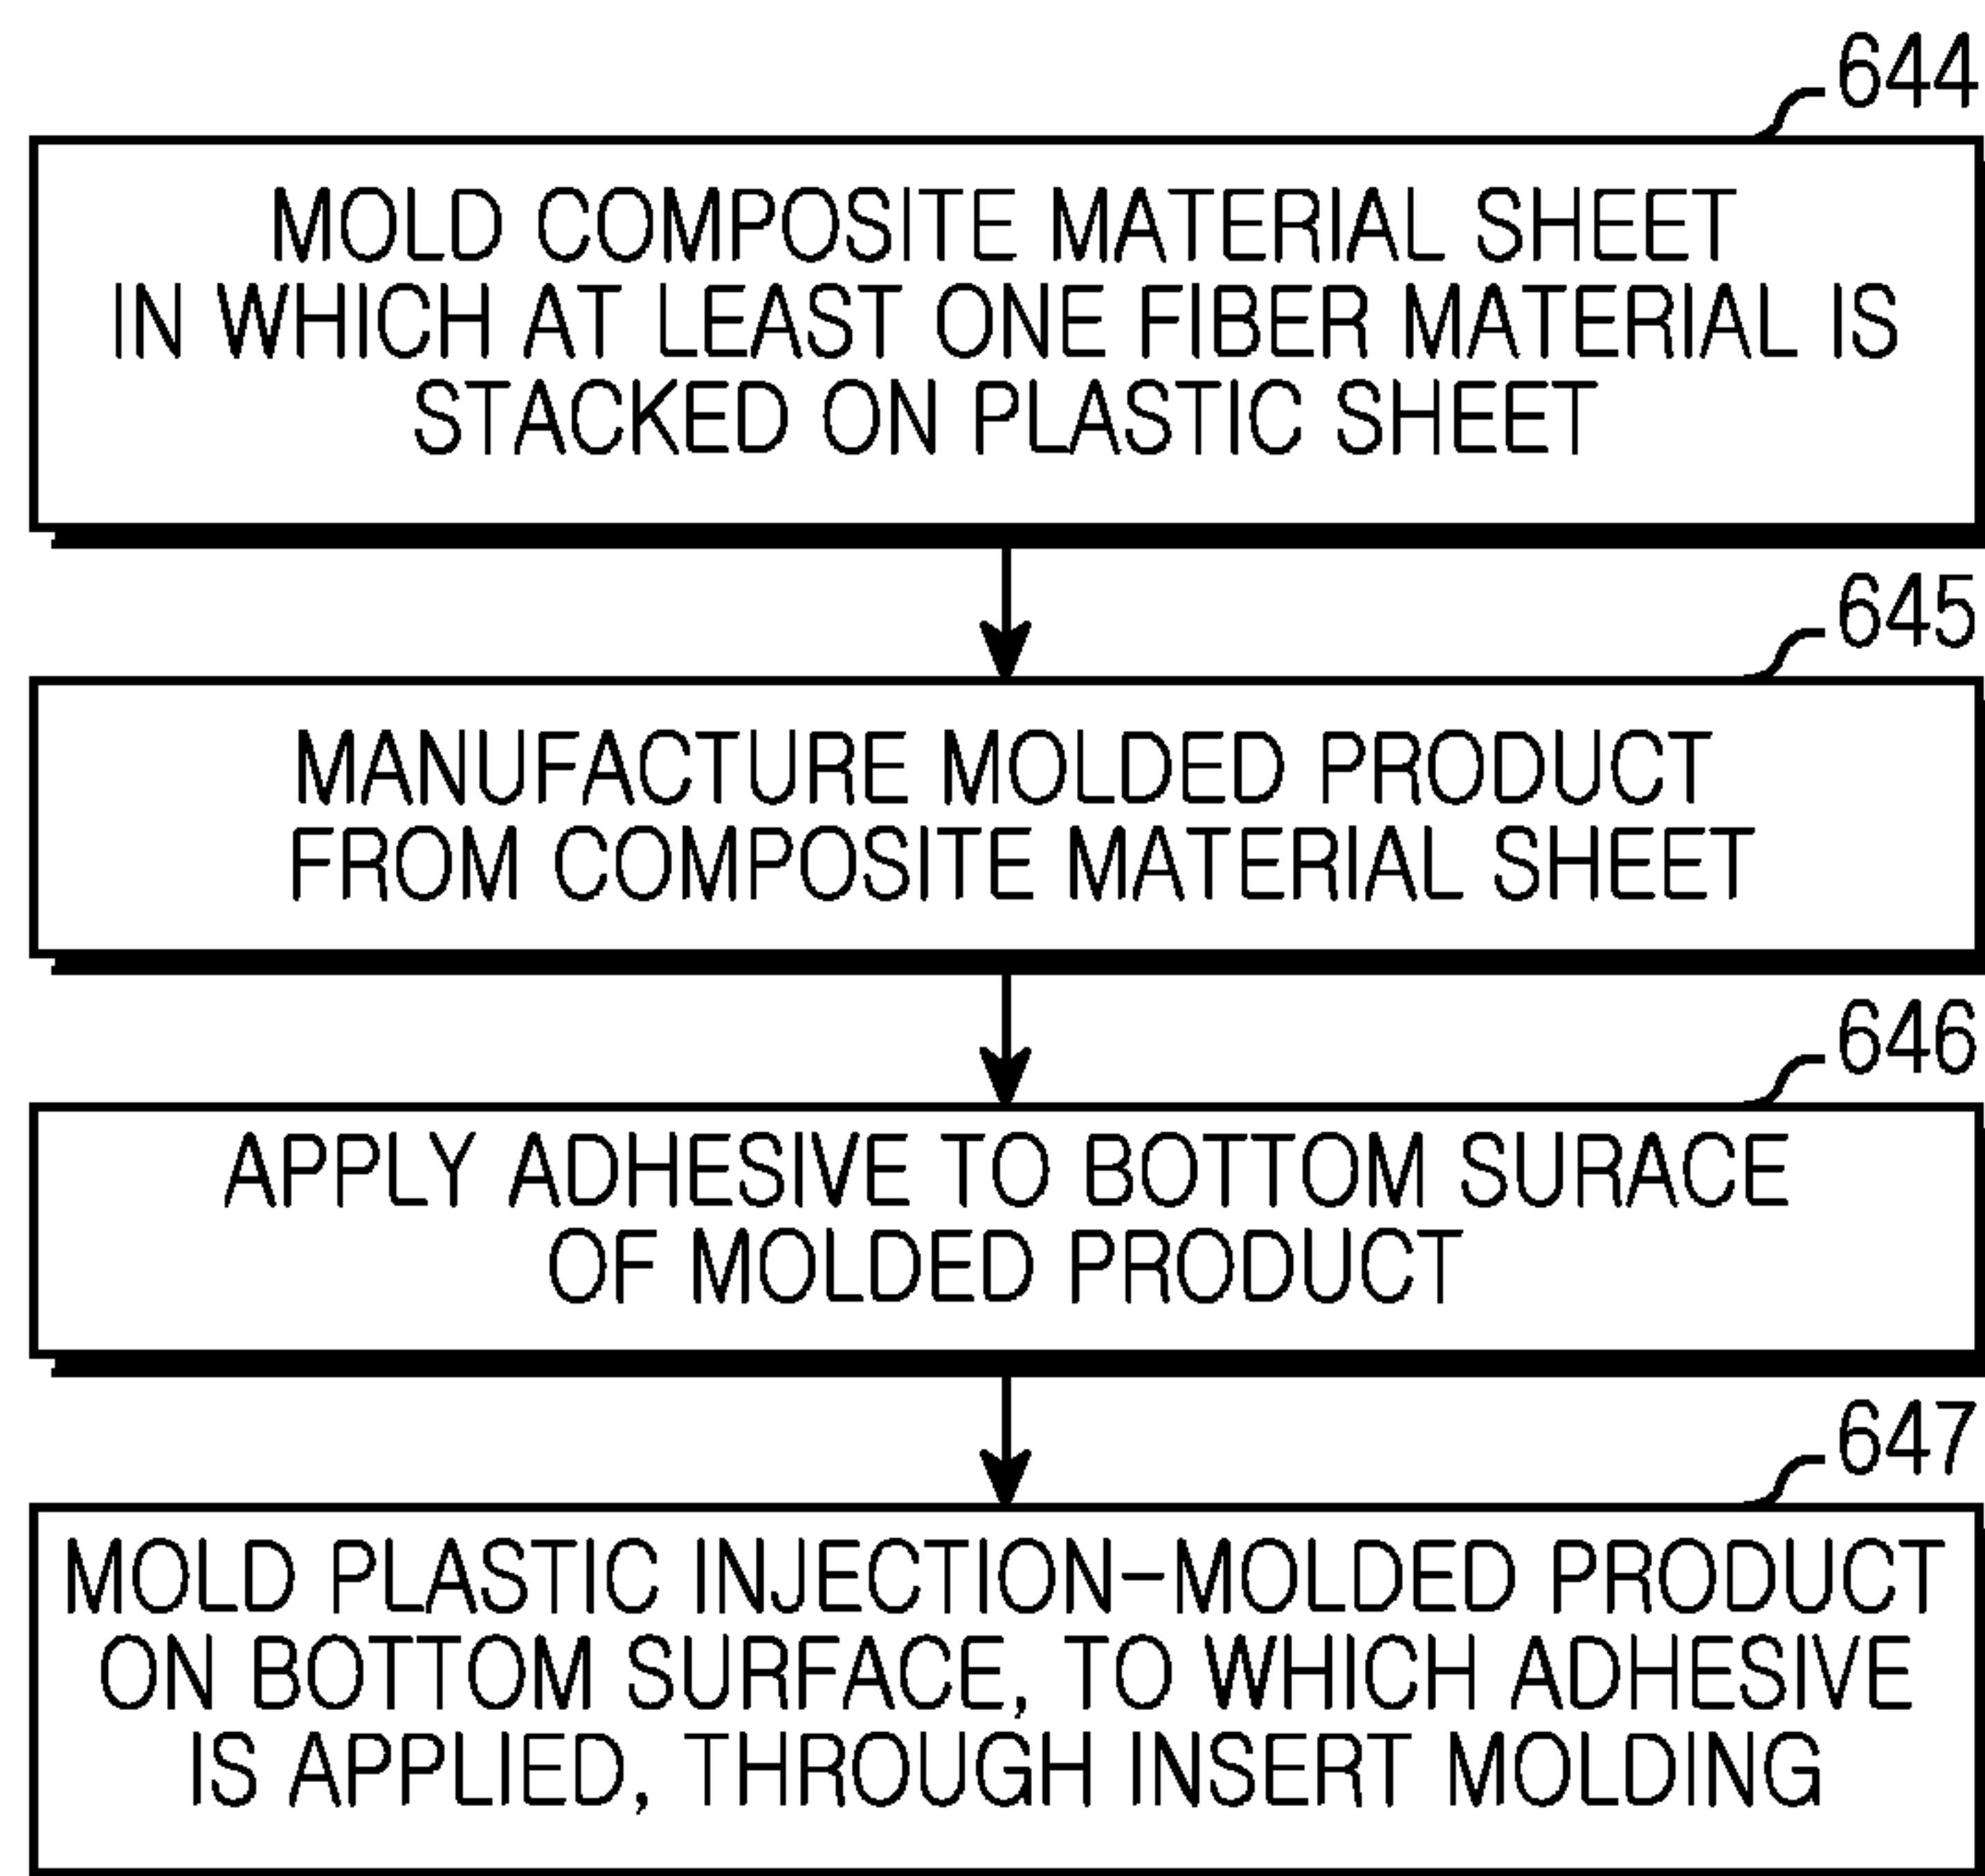 644
MOLD COMPOSITE MATERIAL SHEET
IN WHICH AT LEAST ONE FIBER MATERIAL IS
STACKED ON PLASTIC SHEET
645
MANUFACTURE MOLDED PRODUCT
FROM COMPOSITE MATERIAL SHEET
646
APPLY ADHESIVE TO BOTTOM SURACE
OF MOLDED PRODUCT
647
MOLD PLASTIC INJECTION-MOLDED PRODUCT
ON BOTTOM SURFACE, TO WHICH ADHESIVE
IS APPLIED, THROUGH INSERT MOLDING